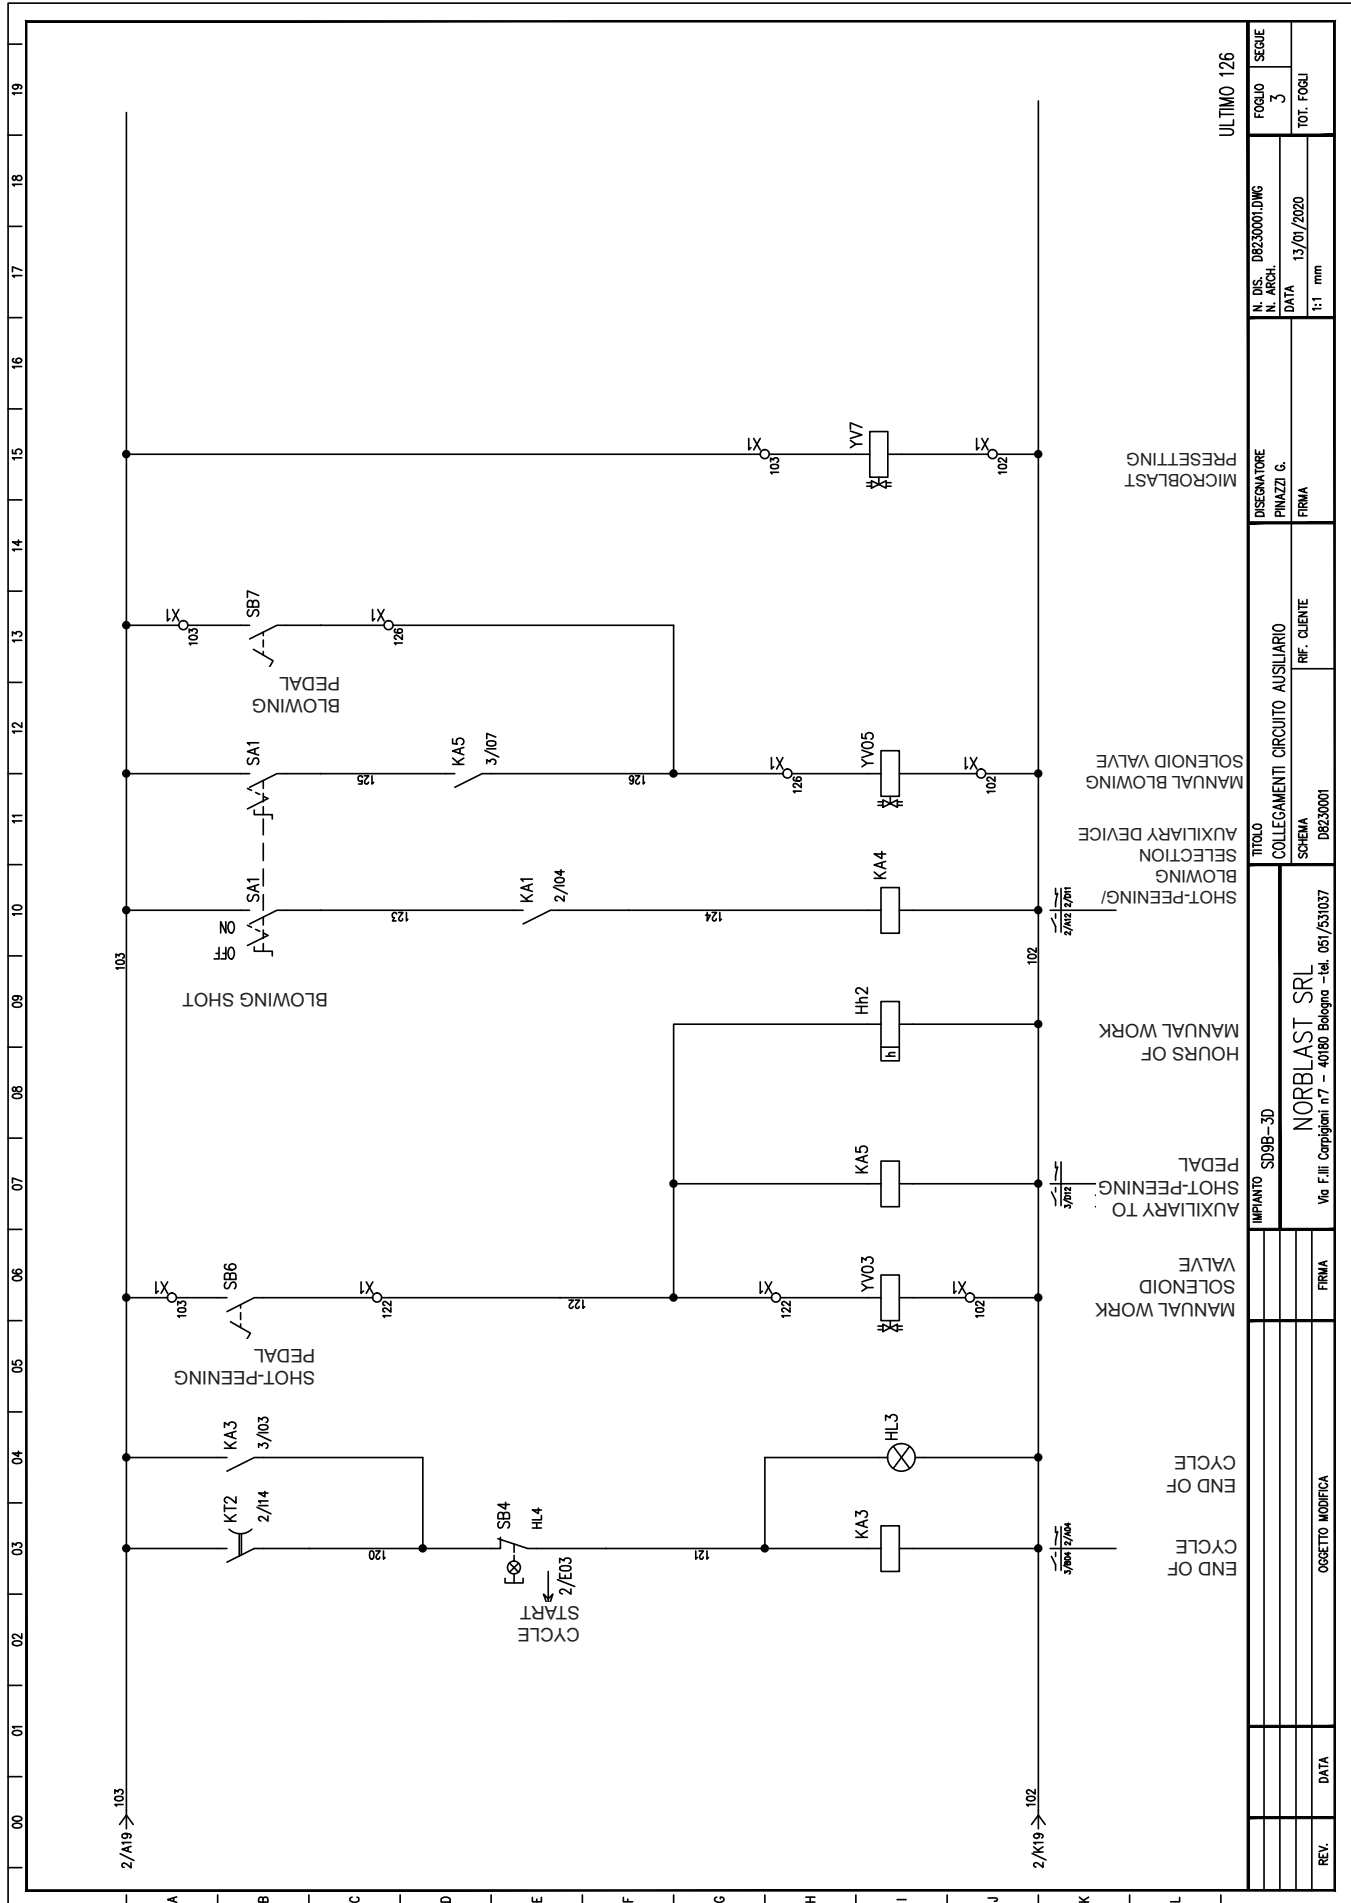 00 01 02 03 04 05 06 07 08 09 10 11 12 13 14 15 16 17 18 19
A
B
C
D
E
F
G
H
I
J
K
L
2/A19
103
103
KT2
2/I14
KA3
3/I03
120
SB4
HL4
2/E03
CYCLE
START
121
KA3
HL3
3/B04 2/A04
END OF
CYCLE
END OF
CYCLE
X1
103
SB6
SHOT-PEENING
PEDAL
X1
122
122
X1
122
YV03
X1
102
MANUAL WORK
SOLENOID
VALVE
KA5
3/D12
AUXILIARY TO
SHOT-PEENING
PEDAL
Hh2
h
HOURS OF
MANUAL WORK
BLOWING SHOT
OFF
ON
SA1
123
KA1
2/I04
124
KA4
2/A12 2/D11
SHOT-PEENING/
BLOWING
SELECTION
AUXILIARY DEVICE
SA1
125
KA5
3/I07
126
X1
126
YV05
X1
102
MANUAL BLOWING
SOLENOID VALVE
X1
103
SB7
BLOWING
PEDAL
X1
126
X1
103
YV7
X1
102
MICROBLAST
PRESETTING
2/K19
102
102
ULTIMO 126
REV.
DATA
OGGETTO MODIFICA
FIRMA
IMPIANTO
SD9B-3D
NORBLAST SRL
Via F.lli Carpigiani n°7 - 40180 Bologna -tel. 051/531037
TITOLO
COLLEGAMENTI CIRCUITO AUSILIARIO
SCHEMA
D8230001
RIF. CLIENTE
DISEGNATORE
PINAZZI G.
FIRMA
N. DIS. D8230001.DWG
N. ARCH.
DATA 13/01/2020
1:1 mm
FOGLIO
3
SEGUE
TOT. FOGLI